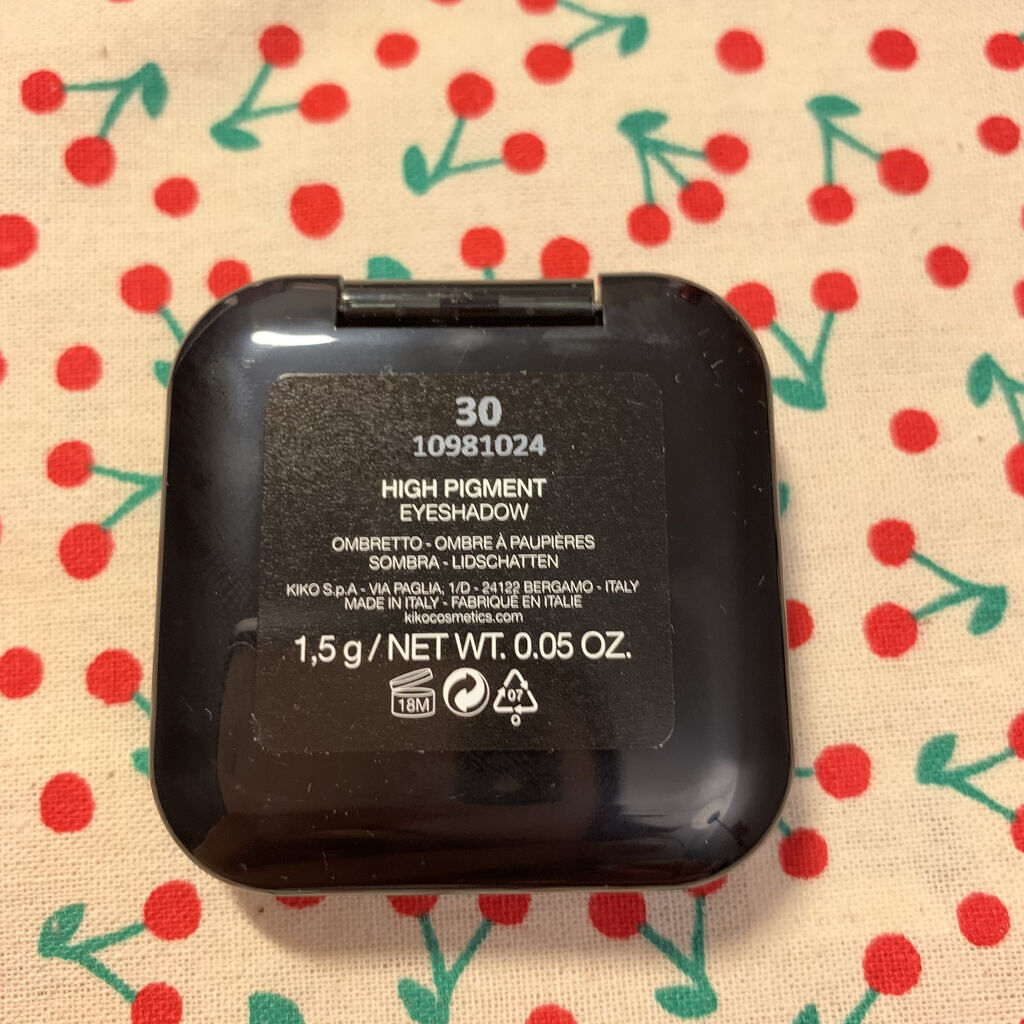 30
10981024
HIGH PIGMENT
EYESHADOW
OMBRETTO - OMBRE À PAUPIÈRES
SOMBRA - LIDSCHATTEN
KIKO S.p.A - VIA PAGLIA, 1/D - 24122 BERGAMO - ITALY
MADE IN ITALY - FABRIQUÉ EN ITALIE
kikocosmetics.com
1,5 g / NET WT. 0.05 OZ.
18M 07
O